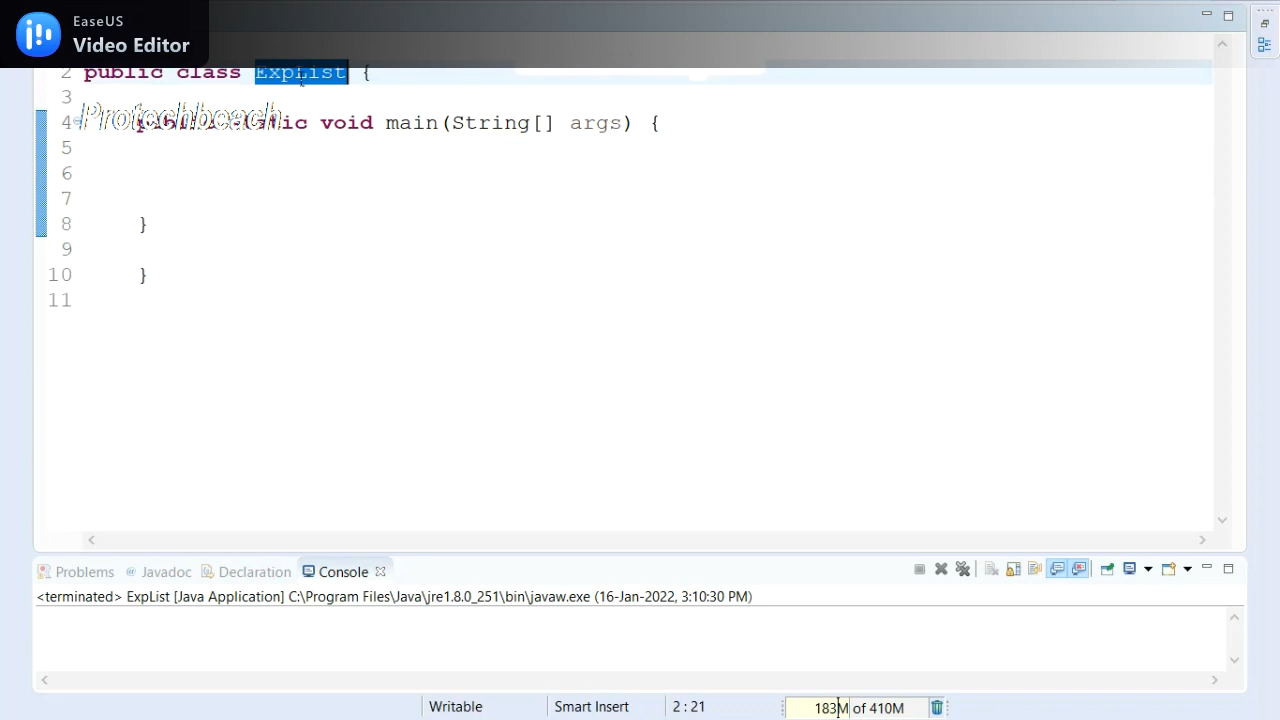 EaseUS
Video Editor
2 public class ExpList {
3
Protechbeach
4 public static void main(String[] args) {
5
6
7
8 }
9
10 }
11
Problems @ Javadoc Declaration Console
<terminated> ExpList [Java Application] C:\Program Files\Java\jre1.8.0_251\bin\javaw.exe (16-Jan-2022, 3:10:30 PM)
Writable Smart Insert 2 : 21 183M of 410M